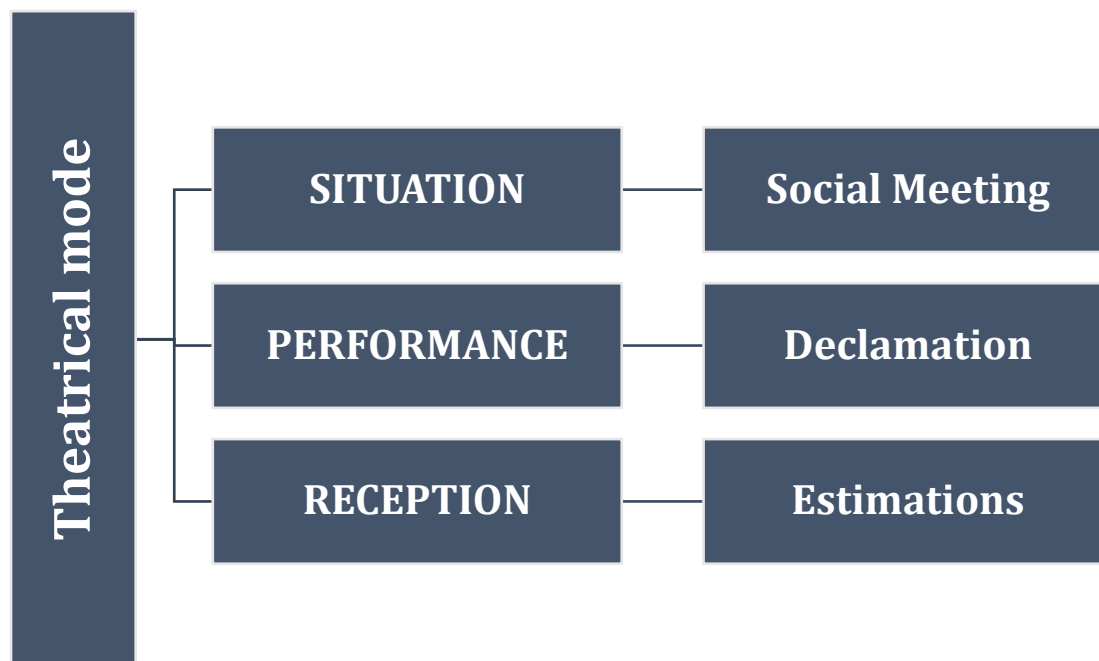 Theatrical mode
SITUATION
Social Meeting
PERFORMANCE
Declamation
RECEPTION
Estimations